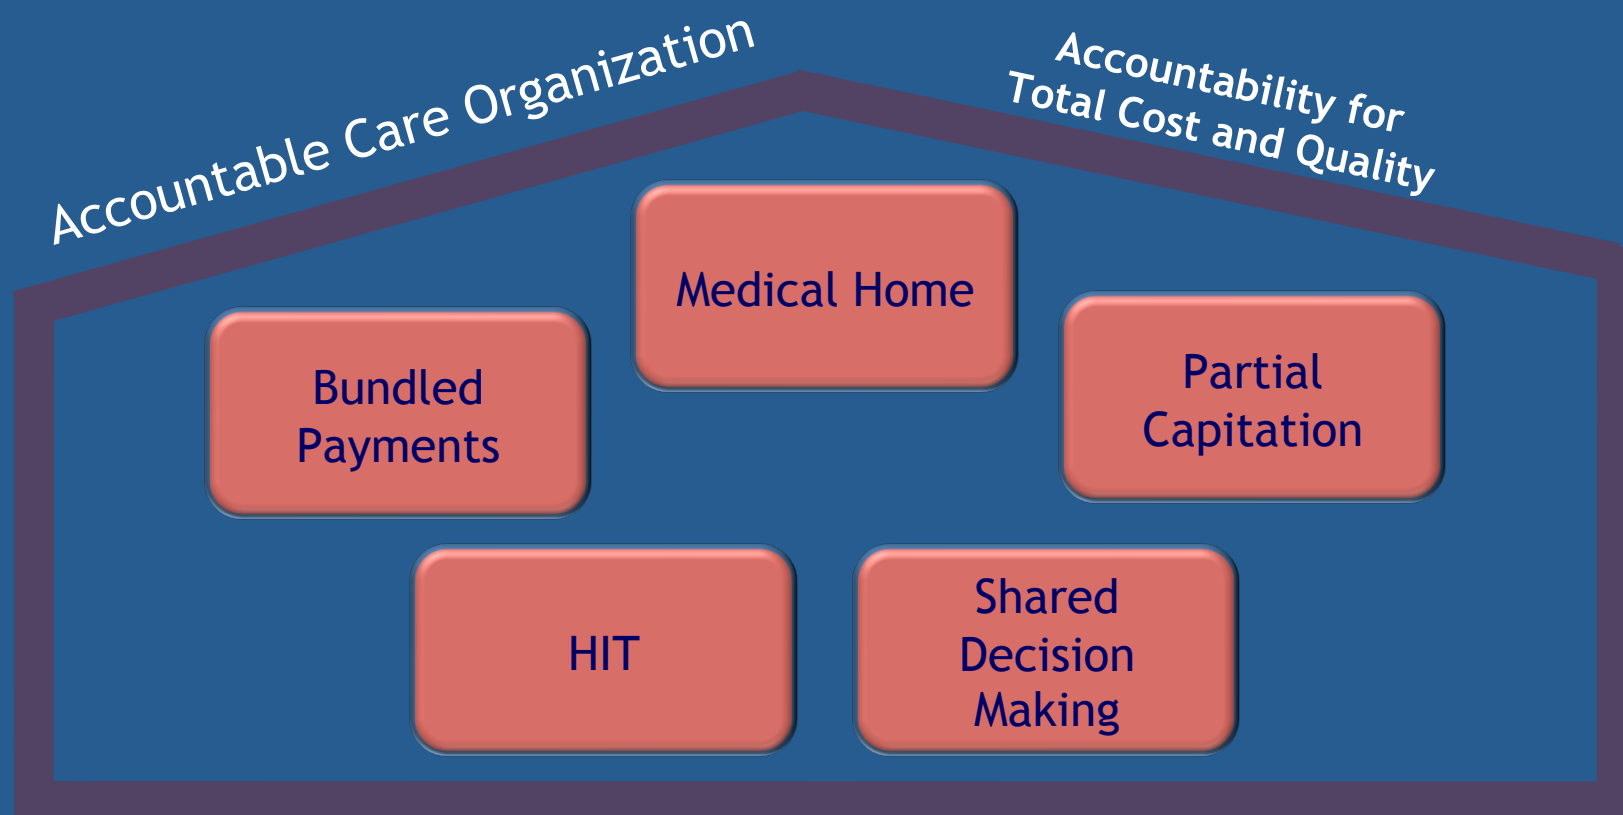 Accountable Care Organization
Accountability for
Total Cost and Quality
Medical Home
Bundled
Payments
Partial
Capitation
HIT
Shared
Decision
Making